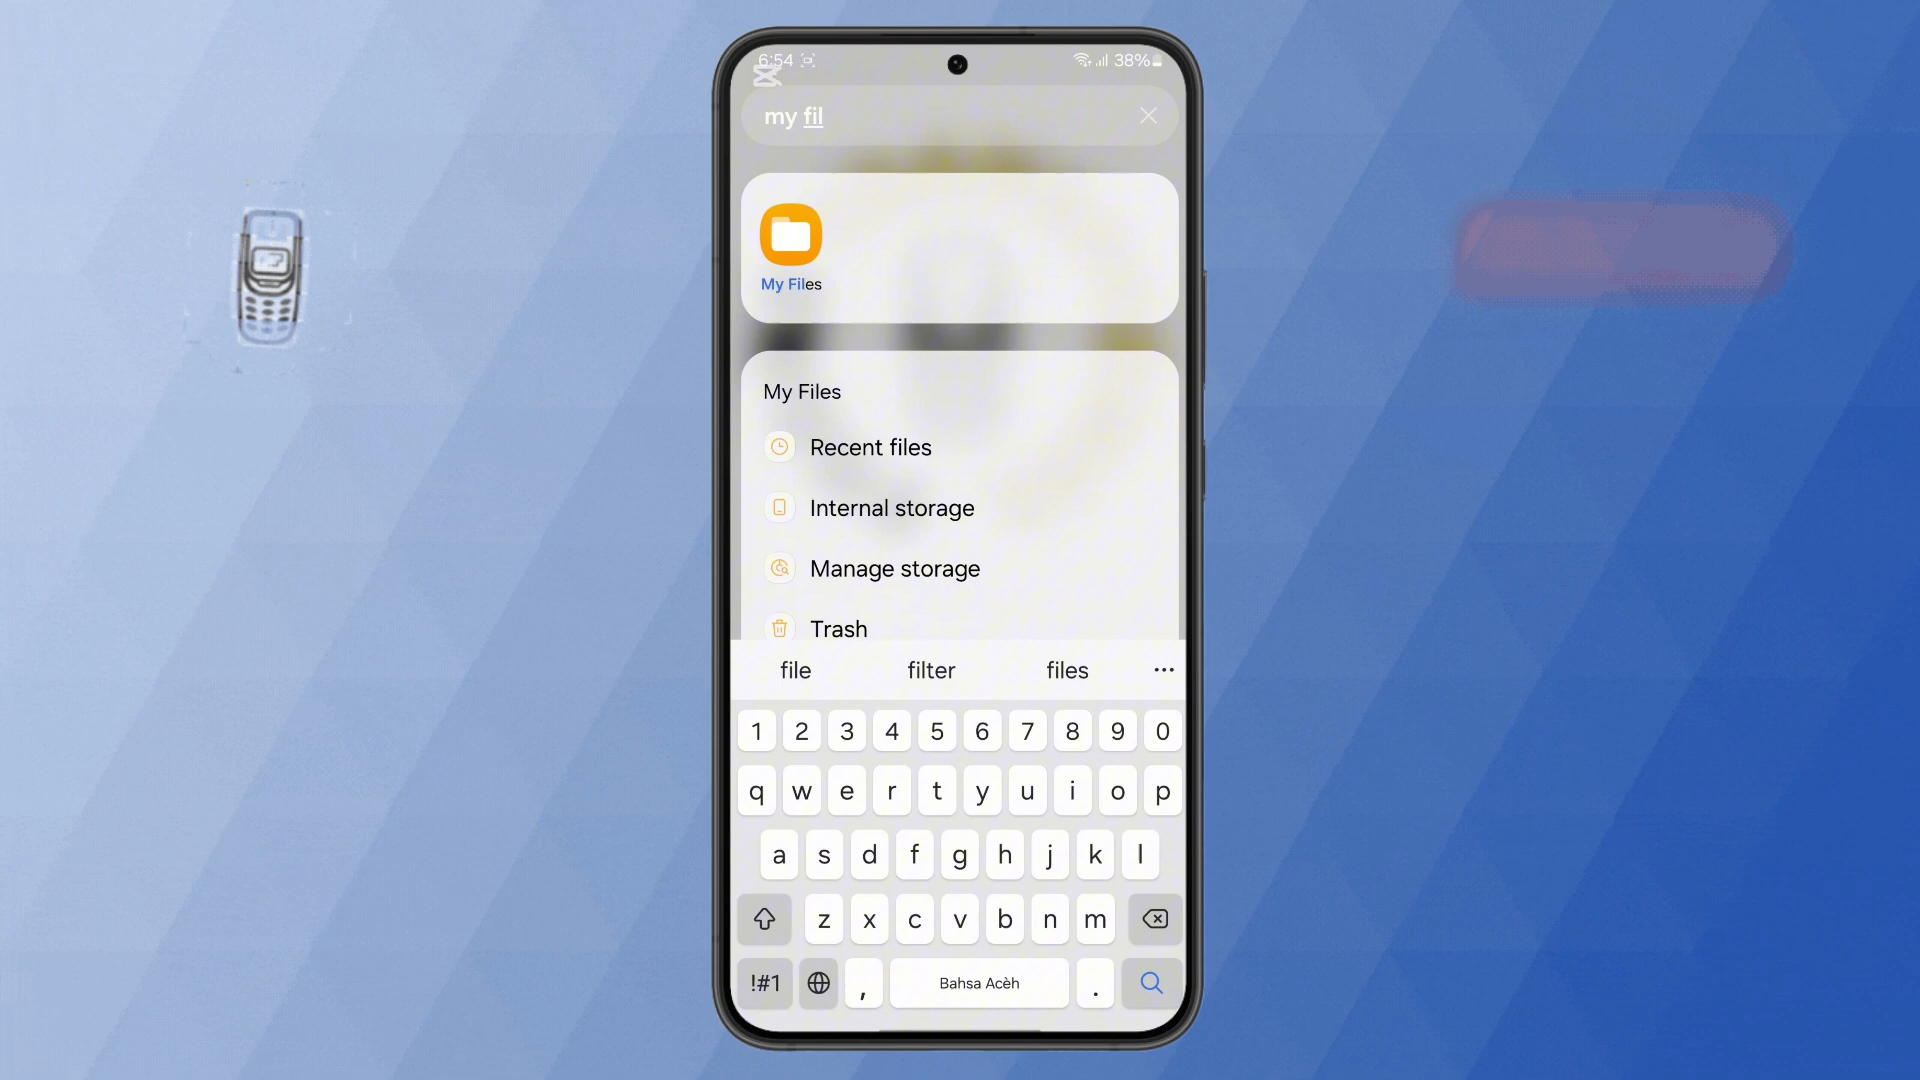 6:54 38%
my fil
My Files
My Files
Recent files
Internal storage
Manage storage
Trash
file filter files
1 2 3 4 5 6 7 8 9 0
q w e r t y u i o p
a s d f g h j k l
z x c v b n m
!#1 , Bahsa Acèh .